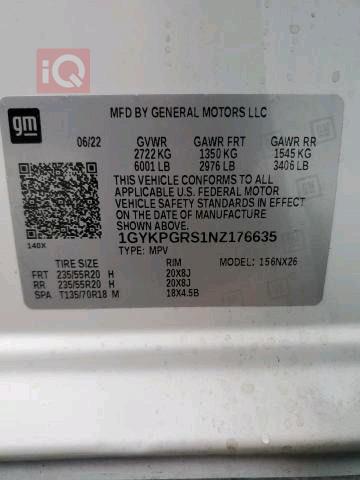 iQ
gm
MFD BY GENERAL MOTORS LLC
06/22 GVWR GAWR FRT GAWR RR
2722 KG 1350 KG 1545 KG
6001 LB 2976 LB 3406 LB
THIS VEHICLE CONFORMS TO ALL
APPLICABLE U.S. FEDERAL MOTOR
VEHICLE SAFETY AND THEFT
PREVENTION STANDARDS IN EFFECT
ON THE DATE OF MANUFACTURE
SHOWN ABOVE.
1GYKPGRS1NZ176635
TYPE: MPV MODEL: 156NX26
140X
TIRE SIZE RIM
FRT 235/55R20 H 20X8J
RR 235/55R20 H 20X8J
SPA T135/70R18 M 18X4.5B